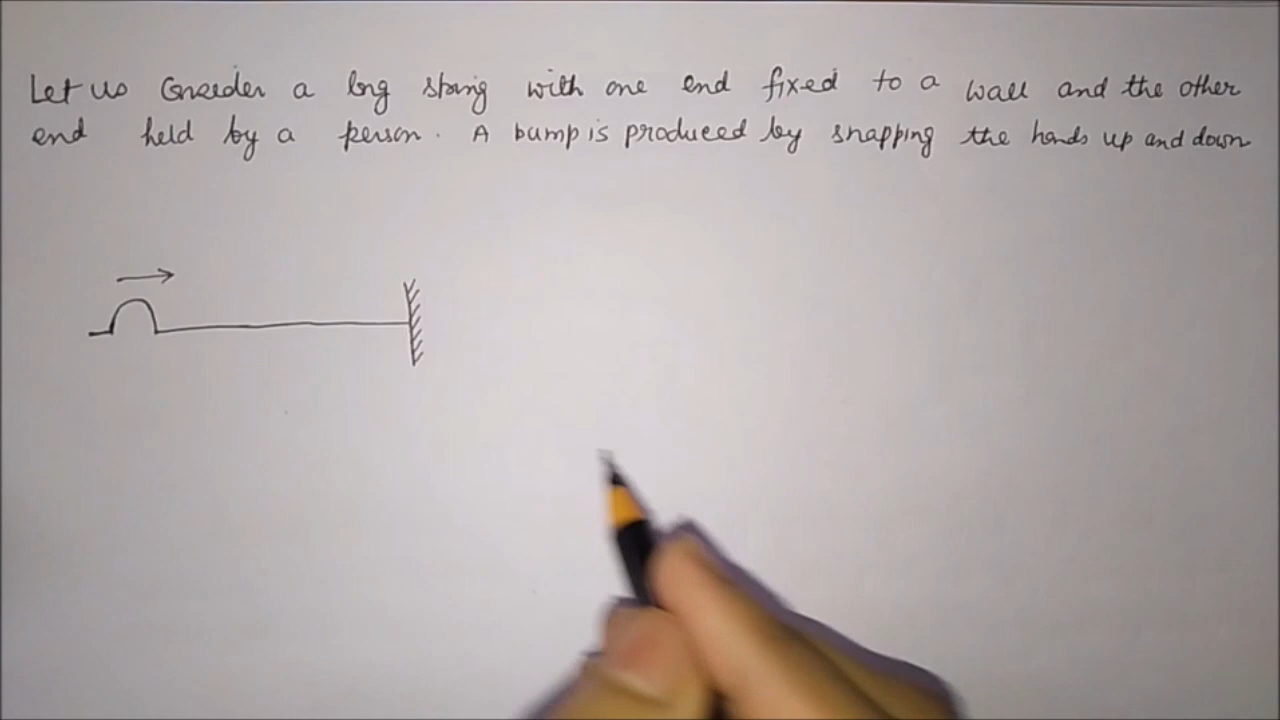 Let us Consider a long string with one end fixed to a wall and the other
end held by a person. A bump is produced by snapping the hands up and down